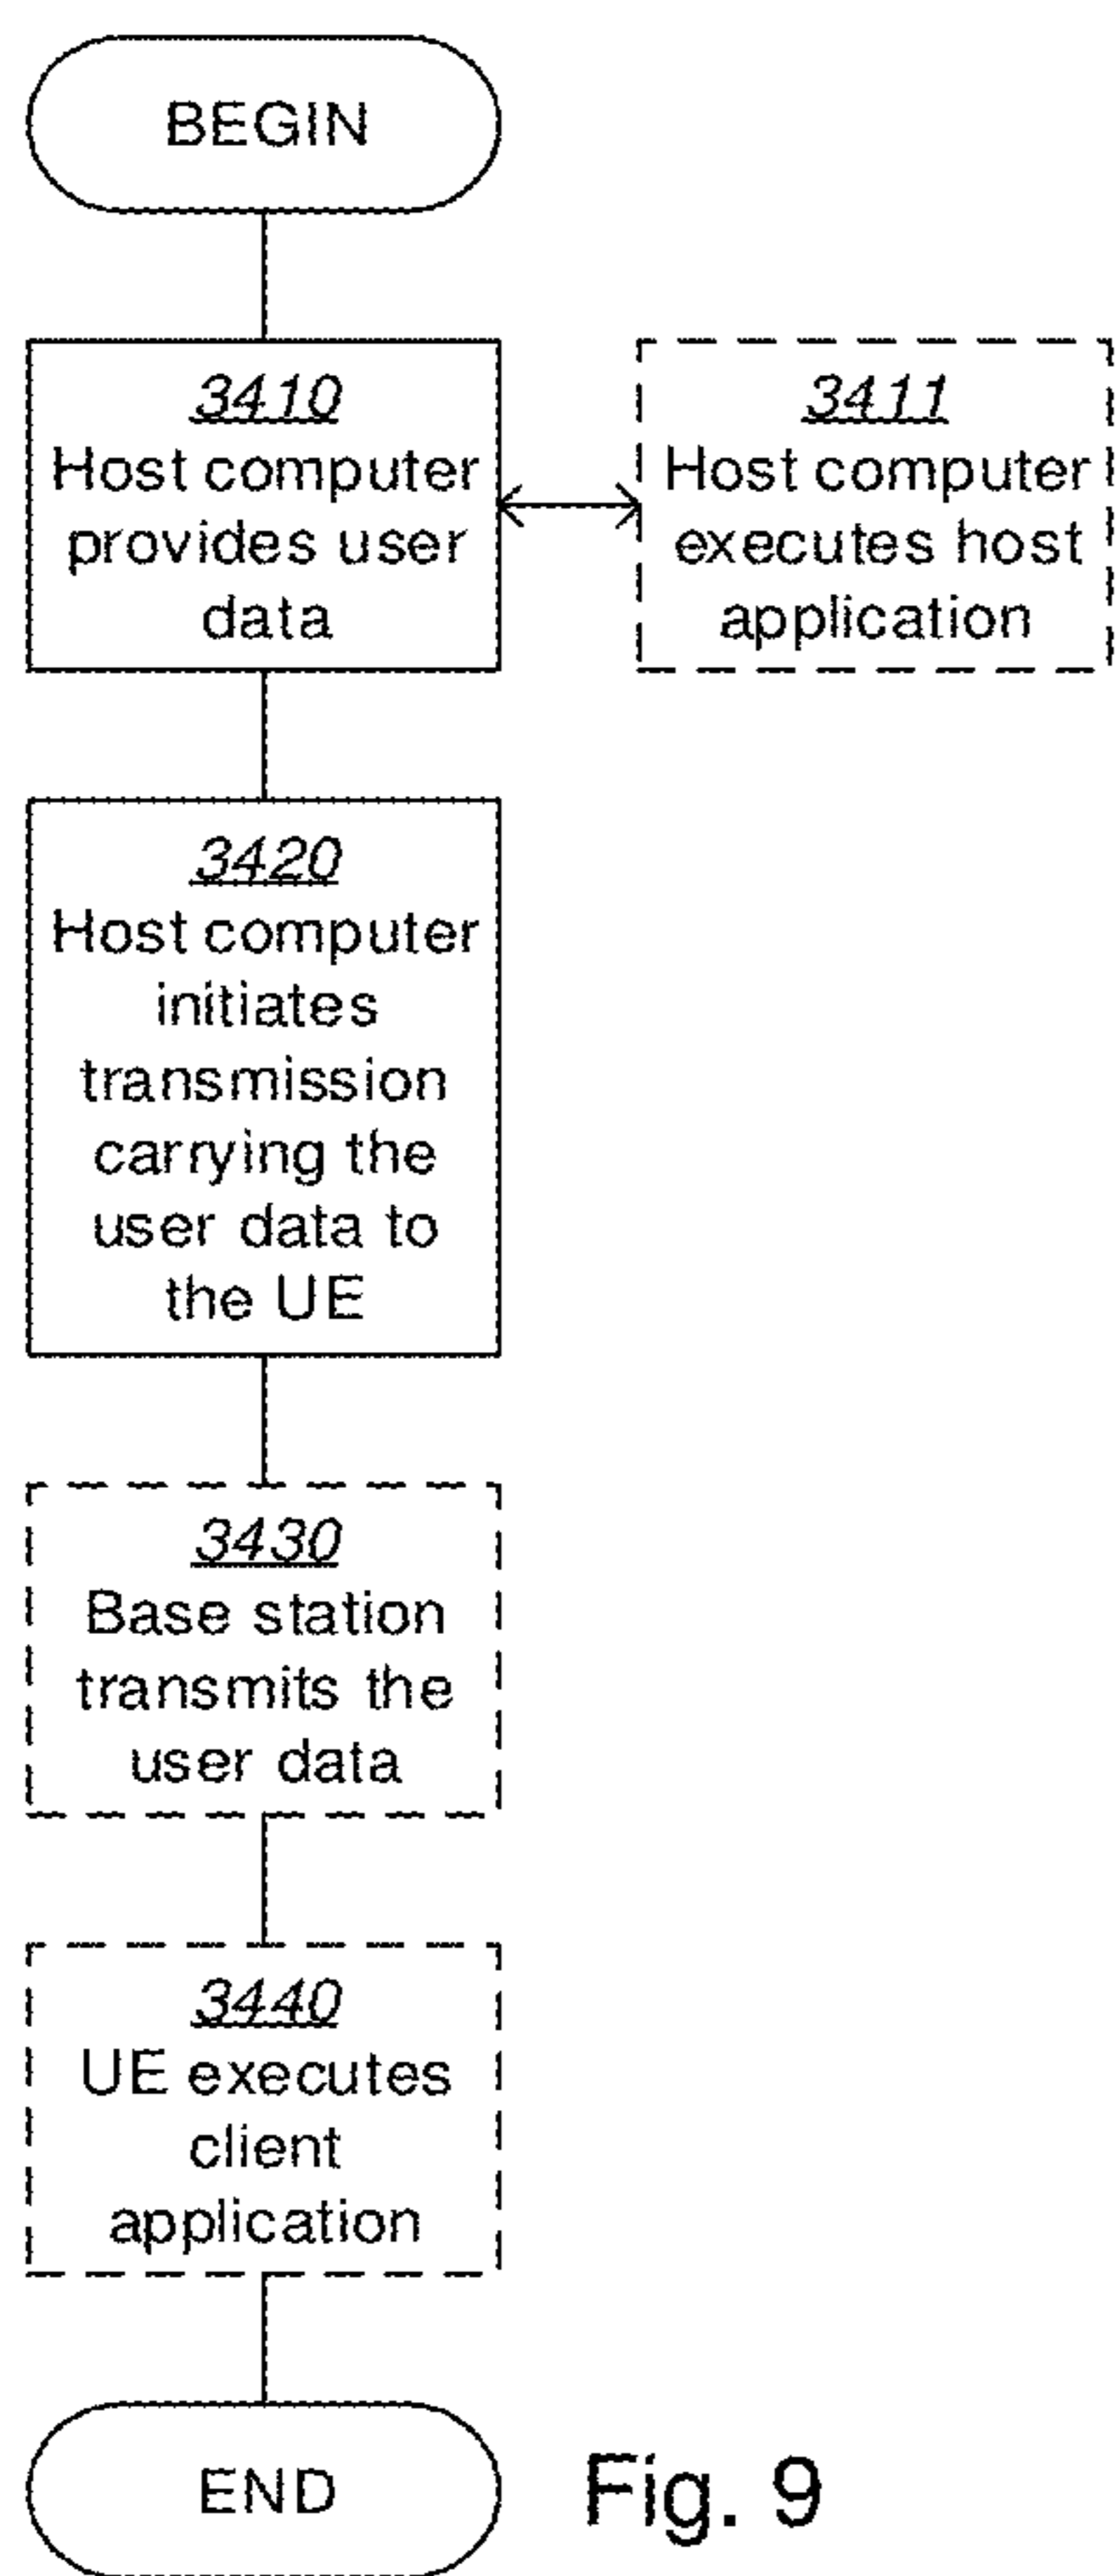 BEGIN
3410
Host computer
provides user
data
3411
Host computer
executes host
application
3420
Host computer
initiates
transmission
carrying the
user data to
the UE
3430
Base station
transmits the
user data
3440
UE executes
client
application
END
Fig. 9